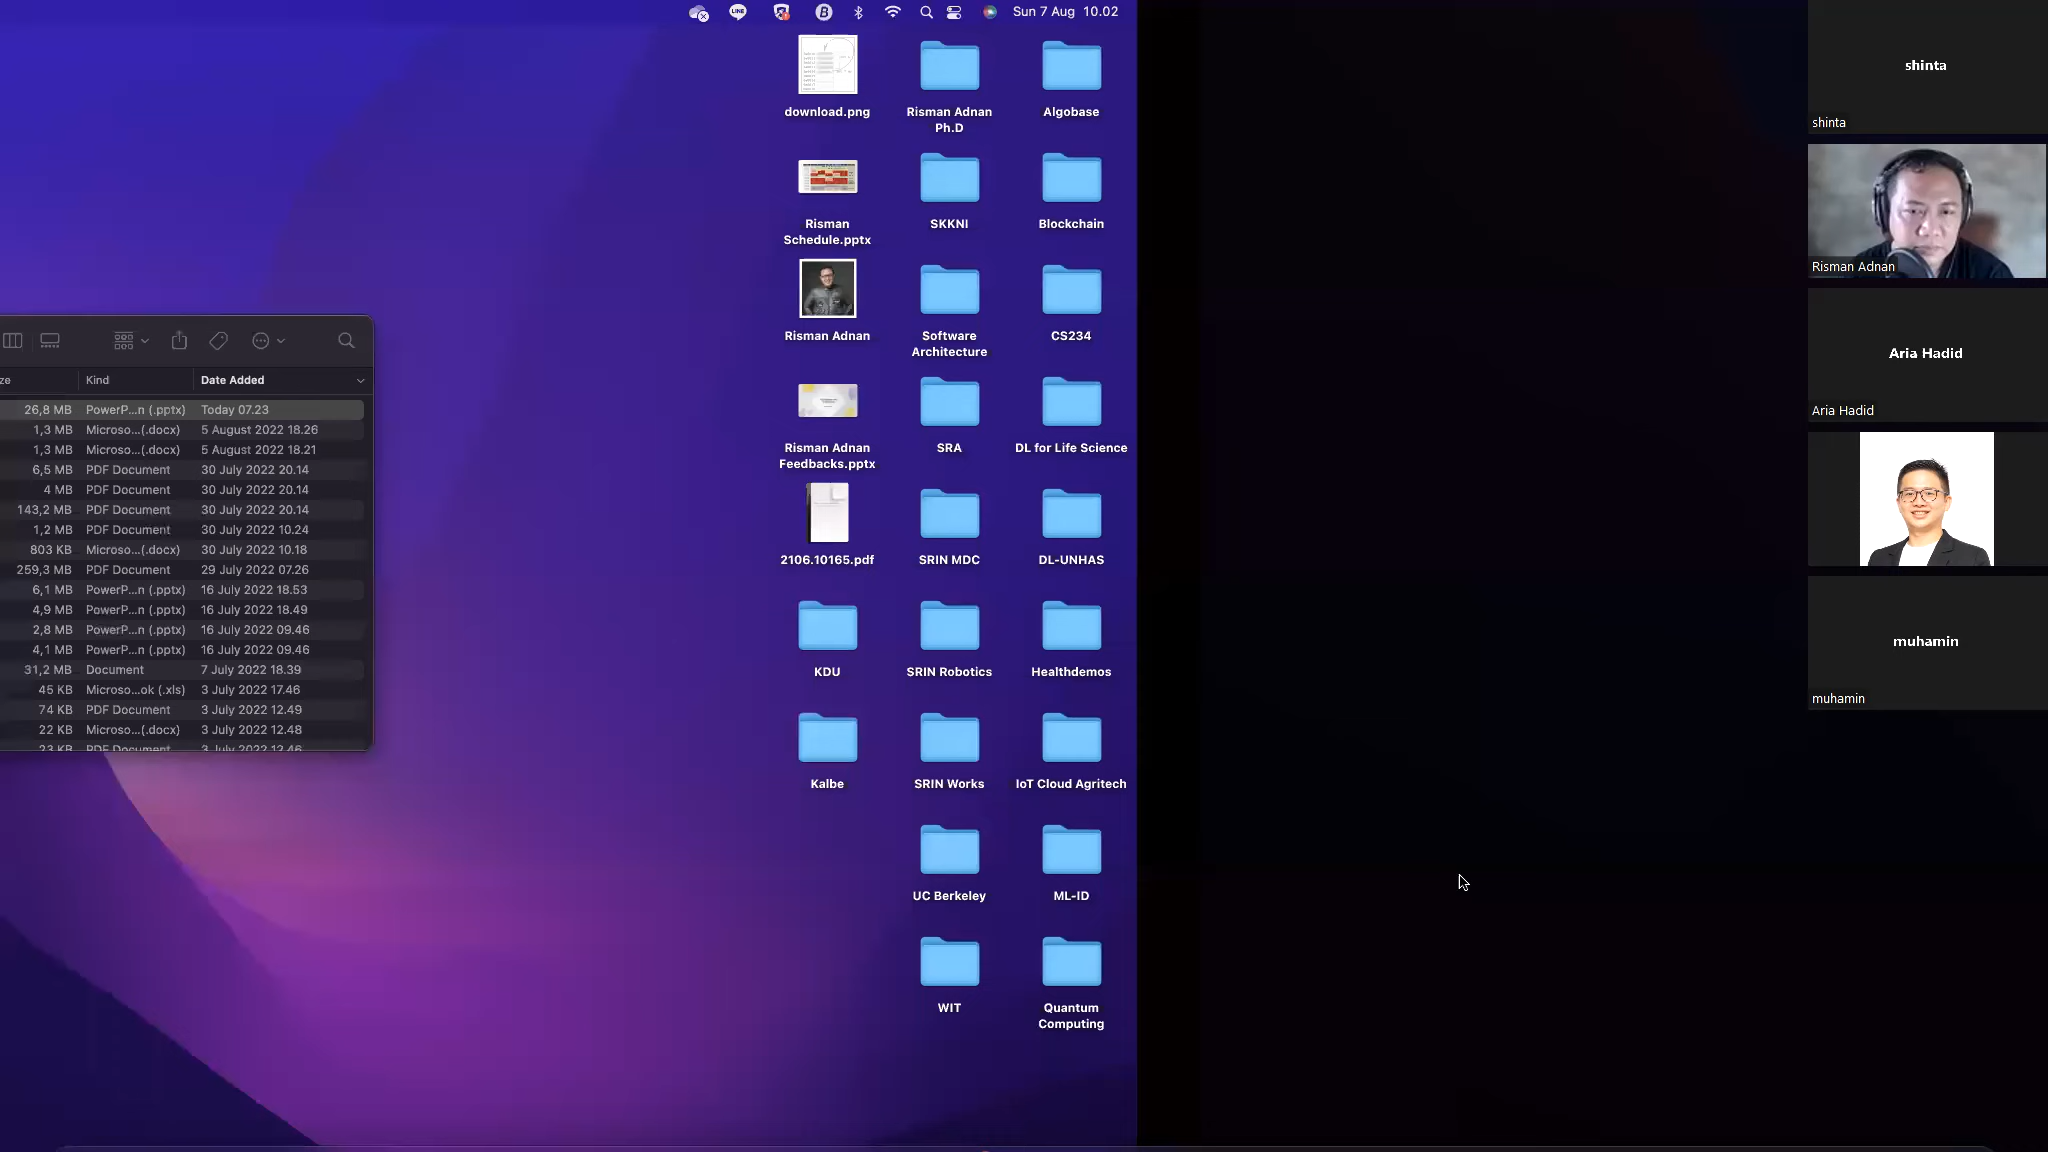 LINE
Sun 7 Aug 10.02
download.png
Risman Adnan
Ph.D
Algobase
Risman
Schedule.pptx
SKKNI
Blockchain
Risman Adnan
Software
Architecture
CS234
Risman Adnan
Feedbacks.pptx
SRA
DL for Life Science
2106.10165.pdf
SRIN MDC
DL-UNHAS
KDU
SRIN Robotics
Healthdemos
Kalbe
SRIN Works
IoT Cloud Agritech
UC Berkeley
ML-ID
WIT
Quantum
Computing
ze Kind Date Added
26,8 MB PowerP...n (.pptx) Today 07.23
1,3 MB Microso...(.docx) 5 August 2022 18.26
1,3 MB Microso...(.docx) 5 August 2022 18.21
6,5 MB PDF Document 30 July 2022 20.14
4 MB PDF Document 30 July 2022 20.14
143,2 MB PDF Document 30 July 2022 20.14
1,2 MB PDF Document 30 July 2022 10.24
803 KB Microso...(.docx) 30 July 2022 10.18
259,3 MB PDF Document 29 July 2022 07.26
6,1 MB PowerP...n (.pptx) 16 July 2022 18.53
4,9 MB PowerP...n (.pptx) 16 July 2022 18.49
2,8 MB PowerP...n (.pptx) 16 July 2022 09.46
4,1 MB PowerP...n (.pptx) 16 July 2022 09.46
31,2 MB Document 7 July 2022 18.39
45 KB Microso...ok (.xls) 3 July 2022 17.46
74 KB PDF Document 3 July 2022 12.49
22 KB Microso...(.docx) 3 July 2022 12.48
23 KB PDF Document 3 July 2022 12.46
shinta
shinta
Risman Adnan
Aria Hadid
Aria Hadid
muhamin
muhamin